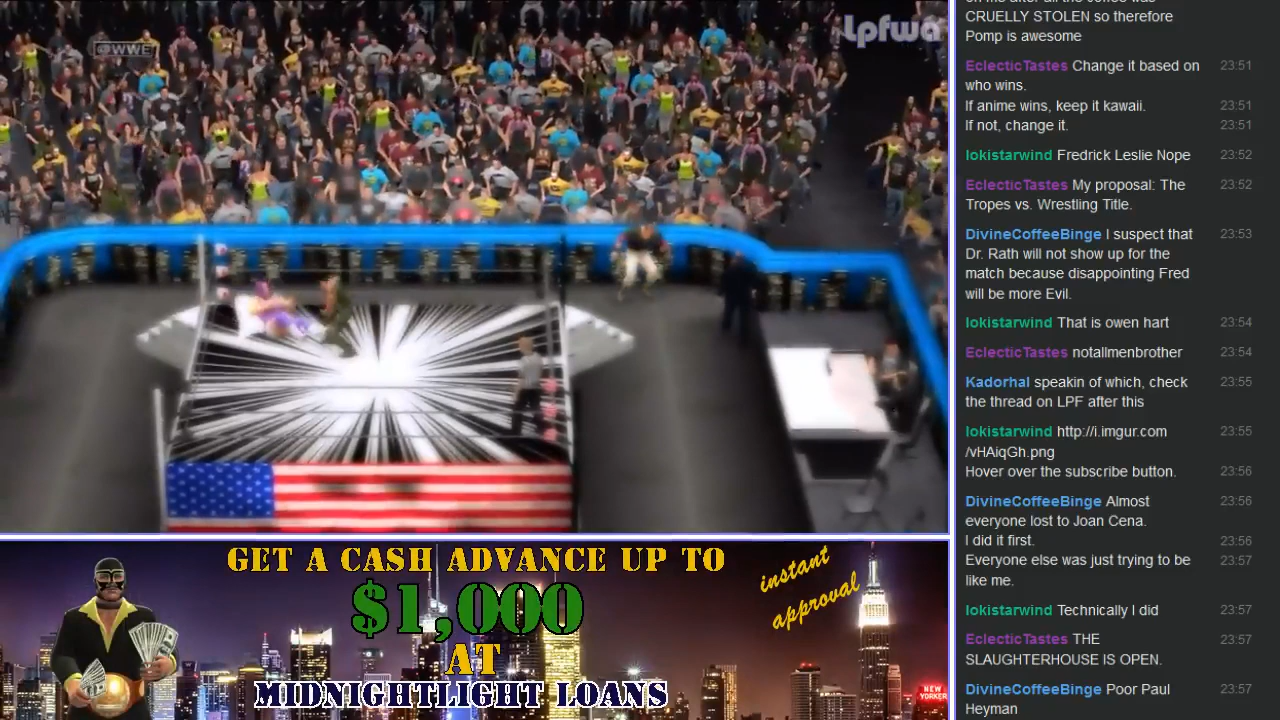 @WWE
Lpfwa
CRUELLY STOLEN so therefore
Pomp is awesome
EclecticTastes Change it based on 23:51
who wins.
If anime wins, keep it kawaii. 23:51
If not, change it. 23:51
lokistarwind Fredrick Leslie Nope 23:52
EclecticTastes My proposal: The 23:52
Tropes vs. Wrestling Title.
DivineCoffeeBinge I suspect that 23:53
Dr. Rath will not show up for the
match because disappointing Fred
will be more Evil.
lokistarwind That is owen hart 23:54
EclecticTastes notallmenbrother 23:54
Kadorhal speakin of which, check 23:55
the thread on LPF after this
lokistarwind http://i.imgur.com 23:55
/vHAiqGh.png
Hover over the subscribe button. 23:56
DivineCoffeeBinge Almost 23:56
everyone lost to Joan Cena.
I did it first. 23:56
Everyone else was just trying to be 23:57
like me.
lokistarwind Technically I did 23:57
EclecticTastes THE 23:57
SLAUGHTERHOUSE IS OPEN.
DivineCoffeeBinge Poor Paul 23:57
Heyman
GET A CASH ADVANCE UP TO
$1,000
AT
MIDNIGHTLIGHT LOANS
instant
approval
NEW
YORKER